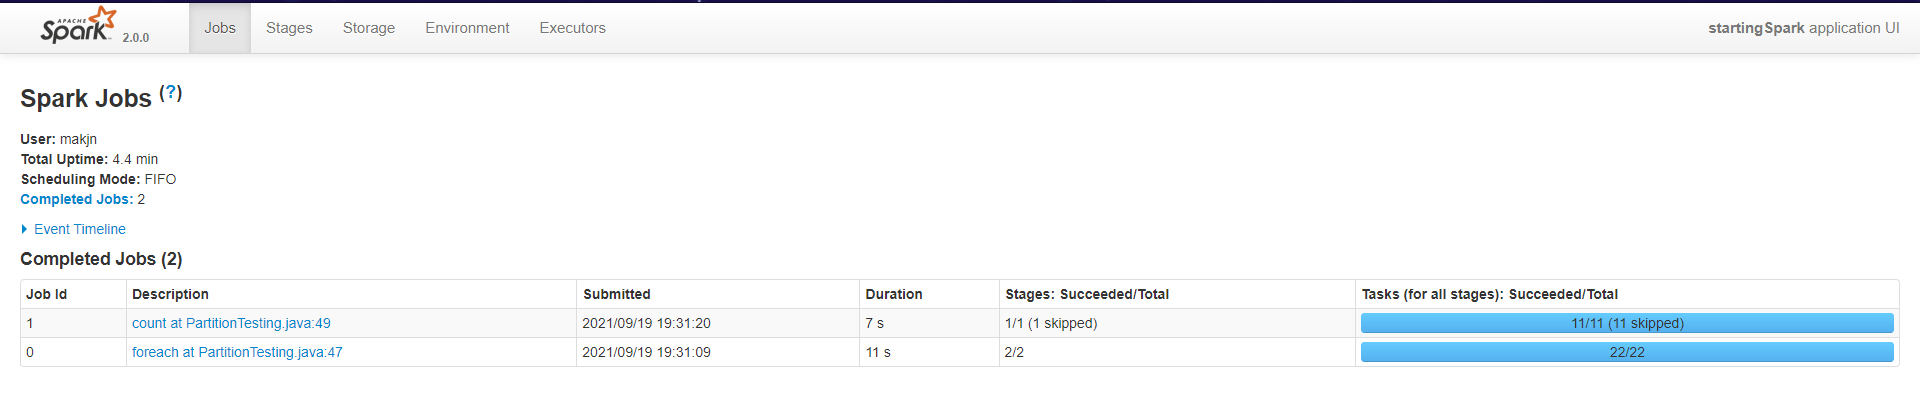 APACHE Spark 2.0.0 Jobs Stages Storage Environment Executors startingSpark application UI
Spark Jobs (?)
User: makjn
Total Uptime: 4.4 min
Scheduling Mode: FIFO
Completed Jobs: 2
Event Timeline
Completed Jobs (2)
Job Id Description Submitted Duration Stages: Succeeded/Total Tasks (for all stages): Succeeded/Total
1 count at PartitionTesting.java:49 2021/09/19 19:31:20 7 s 1/1 (1 skipped) 11/11 (11 skipped)
0 foreach at PartitionTesting.java:47 2021/09/19 19:31:09 11 s 2/2 22/22